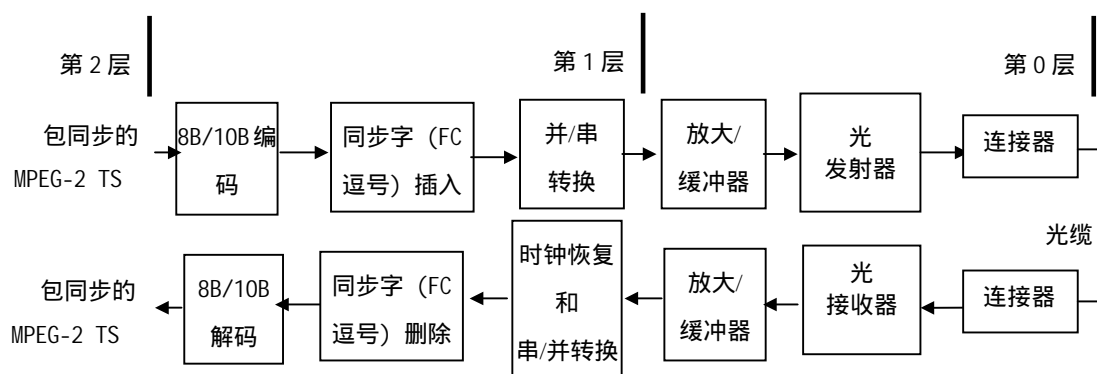 第 2 层
第 1 层
第 0 层
包同步的
MPEG-2 TS
8B/10B 编
码
同步字（FC
逗号）插入
并/串
转换
放大/
缓冲器
光
发射器
连接器
光缆
包同步的
MPEG-2 TS
8B/10B
解码
同步字（FC
逗号）删除
时钟恢复
和
串/并转换
放大/
缓冲器
光
接收器
连接器